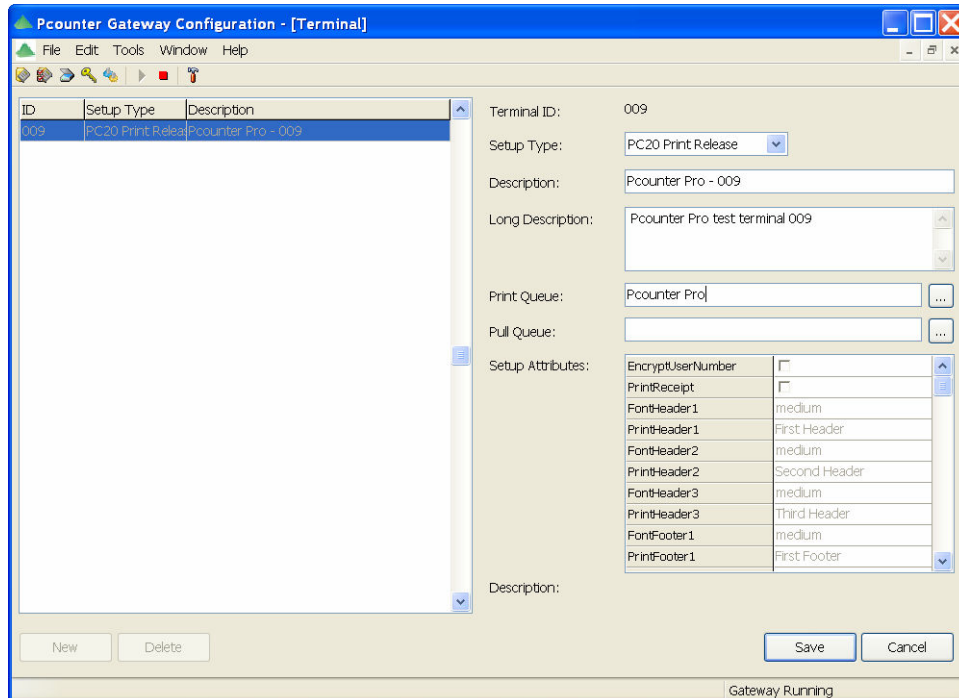 Pcounter Gateway Configuration - [Terminal]
File Edit Tools Window Help
ID Setup Type Description
009 PC20 Print Releas Pcounter Pro - 009
Terminal ID: 009
Setup Type: PC20 Print Release
Description: Pcounter Pro - 009
Long Description: Pcounter Pro test terminal 009
Print Queue: Pcounter Pro ...
Pull Queue: ...
Setup Attributes: EncryptUserNumber
PrintReceipt
FontHeader1 medium
PrintHeader1 First Header
FontHeader2 medium
PrintHeader2 Second Header
FontHeader3 medium
PrintHeader3 Third Header
FontFooter1 medium
PrintFooter1 First Footer
Description:
New Delete Save Cancel
Gateway Running